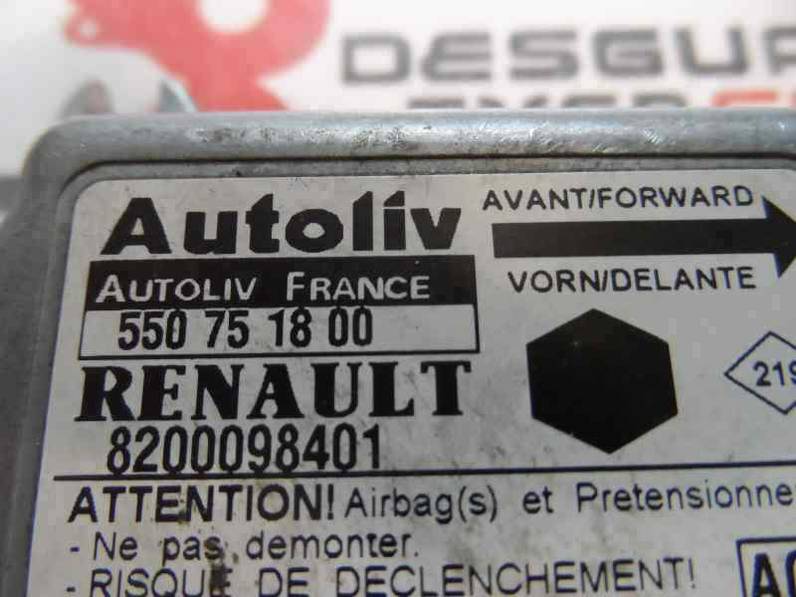 DESGU
Autoliv
AVANT/FORWARD
AUTOLIV FRANCE
VORN/DELANTE
550 75 18 00
219
RENAULT
8200098401
ATTENTION! Airbag(s) et Pretensionne
- Ne pas demonter.
- RISQUE DE DECLENCHEMENT!